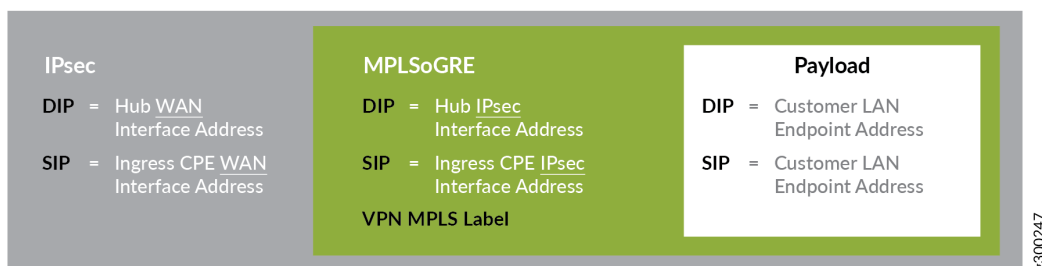 IPsec
DIP = Hub WAN
Interface Address
SIP = Ingress CPE WAN
Interface Address
MPLSoGRE
DIP = Hub IPsec
Interface Address
SIP = Ingress CPE IPsec
Interface Address
VPN MPLS Label
Payload
DIP = Customer LAN
Endpoint Address
SIP = Customer LAN
Endpoint Address